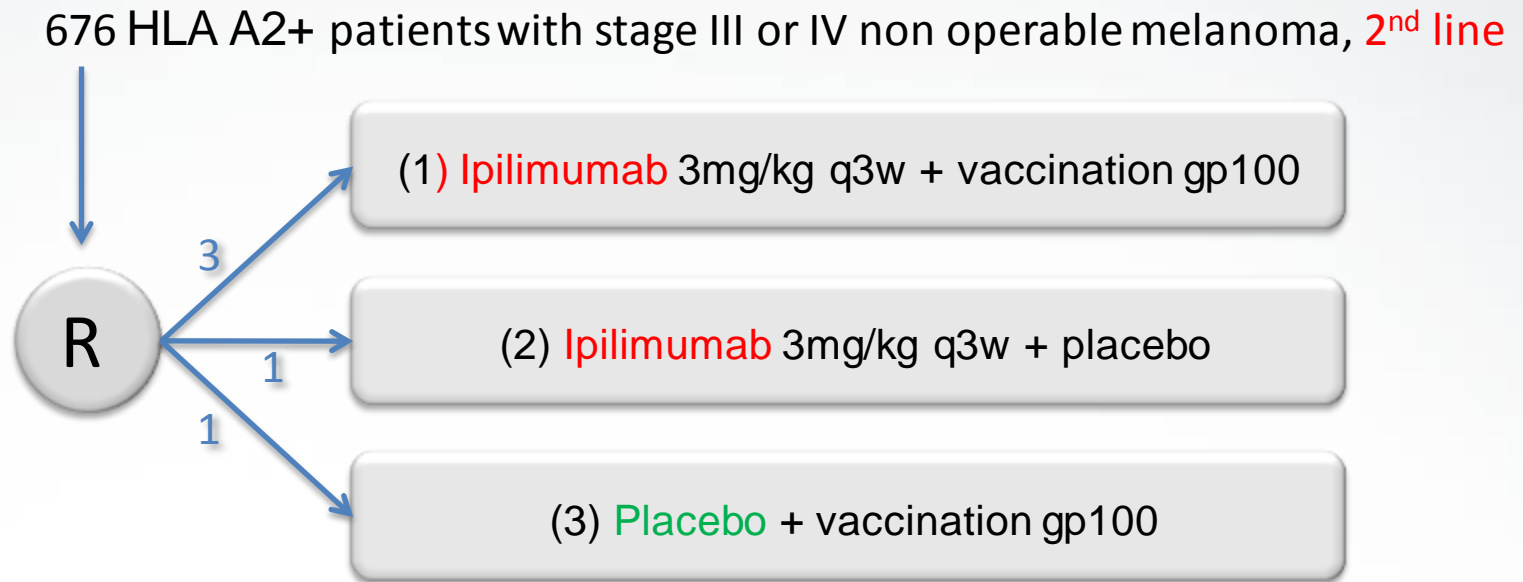 676 HLA A2+ patients with stage III or IV non operable melanoma, 2nd line
(1) Ipilimumab 3mg/kg q3w + vaccination gp100
3
R
(2) Ipilimumab 3mg/kg q3w + placebo
1
1
(3) Placebo + vaccination gp100